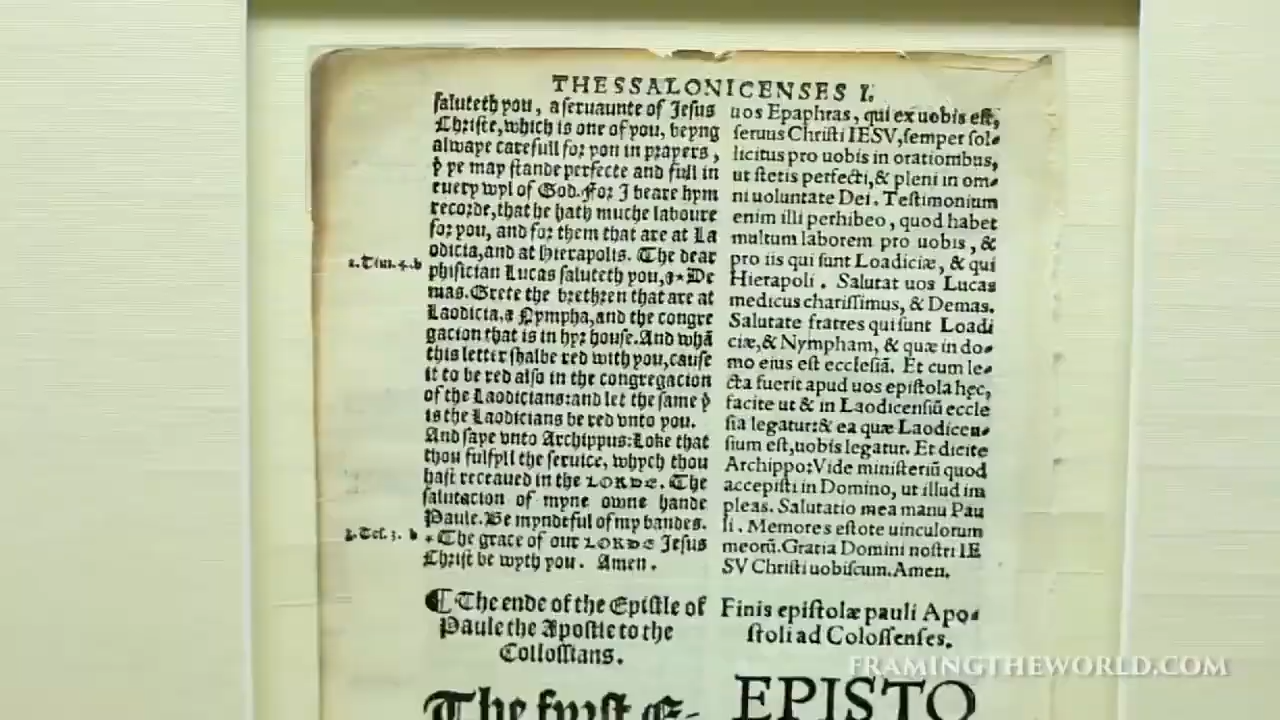 THESSALONICENSES I.
saluteth you, a seruaunte of Jesus
Christe, which is one of you, beyng
alwaye carefull for you in prayers,
þͭ ye may stande perfecte and full in
euery wyl of God. For I beare hym
recorde, that he hath muche laboure
for you, and for them that are at La
odicia, and at Hierapolis. The dear
phisician Lucas saluteth you, ⁊ * De
mas. Grete the brethren that are at
Laodicia, ⁊ Nympha, and the congre
gacion that is in hyz house. And whã
this letter shalbe red with you, cause
it to be red also in the congregacion
of the Laodicians: and let the same þͭ
is the Laodicians be red vnto you.
And saye vnto Archippus: Loke that
thou fulfyll the seruice, whych thou
hast receaued in the LORDE. The
salutacion of myne owne hande
Paule. Be myndeful of my bandes.
* The grace of our LORDE Jesus
Christ be wyth you. Amen.
¶ The ende of the Epistle of
Paule the Apostle to the
Collossians.
The fyrst E-
2. Tim. 4. b
2. Tes. 3. b
uos Epaphras, qui ex uobis est,
seruus Christi IESV, semper sol-
licitus pro uobis in orationibus,
ut stetis perfecti, & pleni in om-
ni uoluntate Dei. Testimonium
enim illi perhibeo, quod habet
multum laborem pro uobis, &
pro iis qui sunt Loadiciæ, & qui
Hierapoli. Salutat uos Lucas
medicus charissimus, & Demas.
Salutate fratres qui sunt Loadi
ciæ, & Nympham, & quæ in do-
mo eius est ecclesiã. Et cum le-
cta fuerit apud uos epistola hęc,
facite ut & in Laodicensiũ eccle
sia legatur: & ea quæ Laodicen-
sium est, uobis legatur. Et dicite
Archippo: Vide ministeriũ quod
accepisti in Domino, ut illud im
pleas. Salutatio mea manu Pau
li. Memores estote uinculorum
meorũ. Gratia Domini nostri IE
SV Christi uobiscum. Amen.
Finis epistolæ pauli Apo-
stoli ad Colossenses.
EPISTO
FRAMINGTHEWORLD.COM